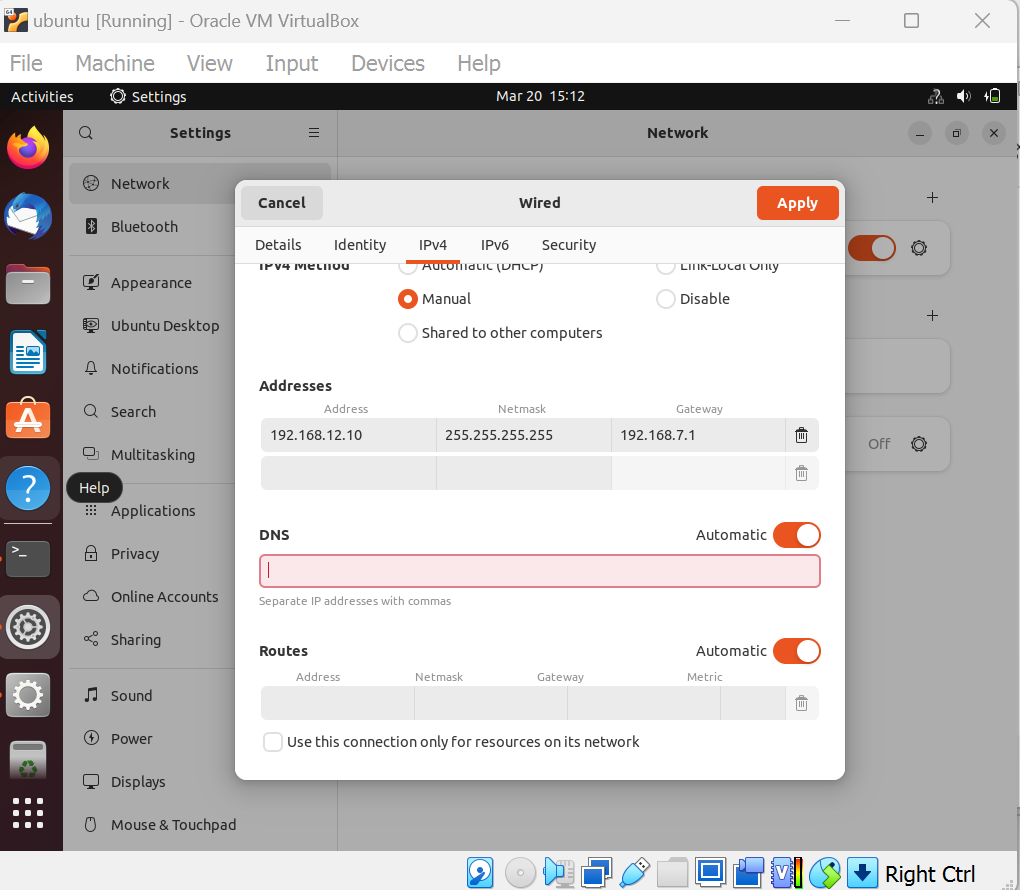 ubuntu [Running] - Oracle VM VirtualBox
File Machine View Input Devices Help
Activities Settings Mar 20 15:12
Settings Network
Network
Bluetooth
Appearance
Ubuntu Desktop
Notifications
Search
Multitasking
Help
Applications
Privacy
Online Accounts
Sharing
Sound
Power
Displays
Mouse & Touchpad
Cancel Wired Apply
Details Identity IPv4 IPv6 Security
IPv4 Method Automatic (DHCP) Link-Local Only
Manual Disable
Shared to other computers
Addresses
Address Netmask Gateway
192.168.12.10 255.255.255.255 192.168.7.1
DNS Automatic
Separate IP addresses with commas
Routes Automatic
Address Netmask Gateway Metric
Use this connection only for resources on its network
Off
Right Ctrl